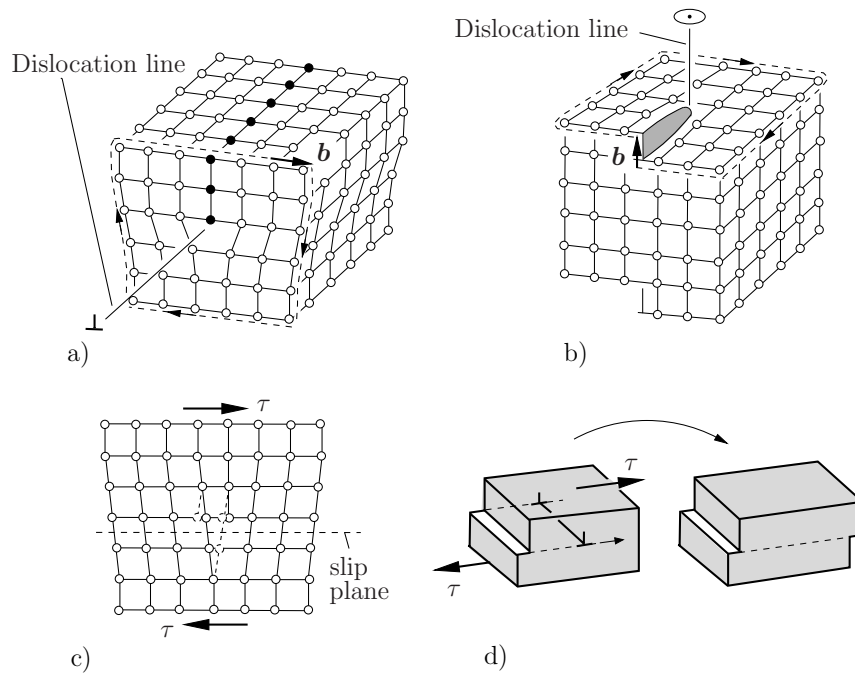 Dislocation line
b
⊥
a)
Dislocation line
b
b)
τ
slip
plane
τ
c)
τ
τ
d)